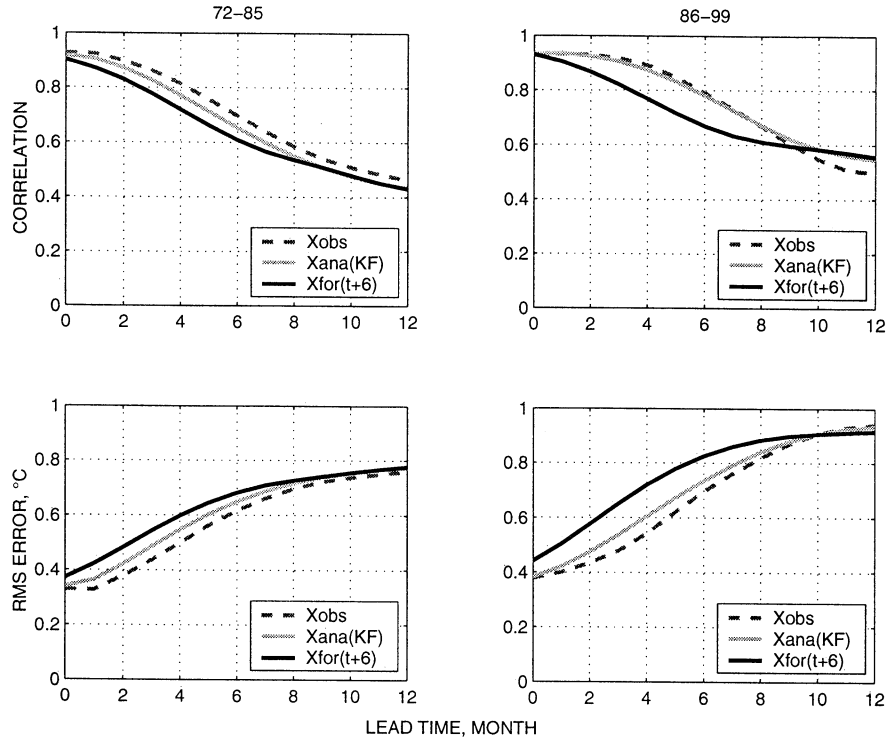 72–85
1
0.8
0.6
0.4
0.2
0
0 2 4 6 8 10 12
CORRELATION
Xobs
Xana(KF)
Xfor(t+6)
86–99
1
0.8
0.6
0.4
0.2
0
0 2 4 6 8 10 12
Xobs
Xana(KF)
Xfor(t+6)
1
0.8
0.6
0.4
0.2
0
0 2 4 6 8 10 12
RMS ERROR, °C
Xobs
Xana(KF)
Xfor(t+6)
1
0.8
0.6
0.4
0.2
0
0 2 4 6 8 10 12
Xobs
Xana(KF)
Xfor(t+6)
LEAD TIME, MONTH